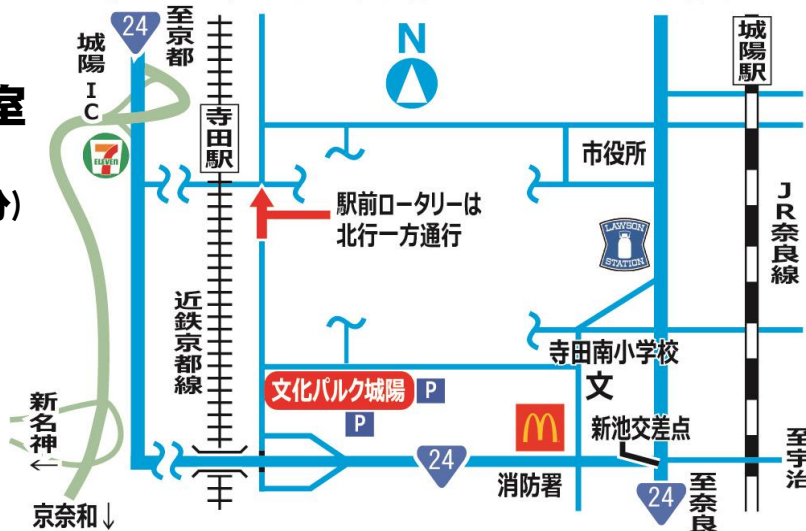 24
至京都
城陽IC
室
分)
7
ELEVEN
寺田駅
N
城陽駅
市役所
駅前ロータリーは
北行一方通行
LAWSON
STATION
JR奈良線
近鉄京都線
寺田南小学校
文
文化パルク城陽
P
P
新名神
←
京奈和↓
24
消防署
新池交差点
24
至奈良
至宇治